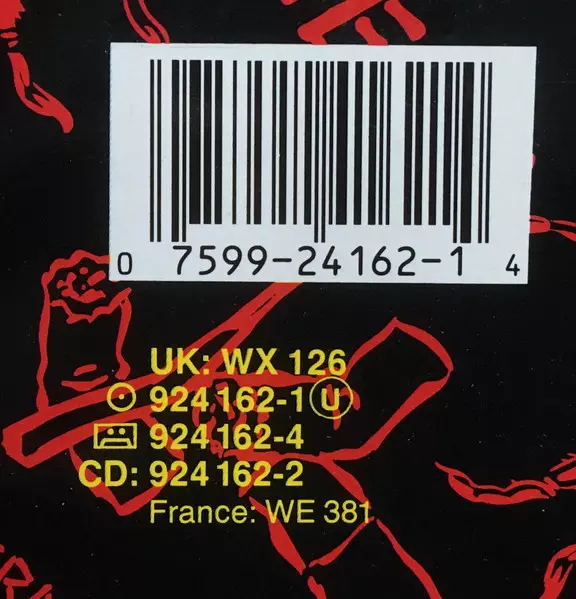 0 7599-24162-1 4
UK: WX 126
924 162-1 U
924 162-4
CD: 924 162-2
France: WE 381